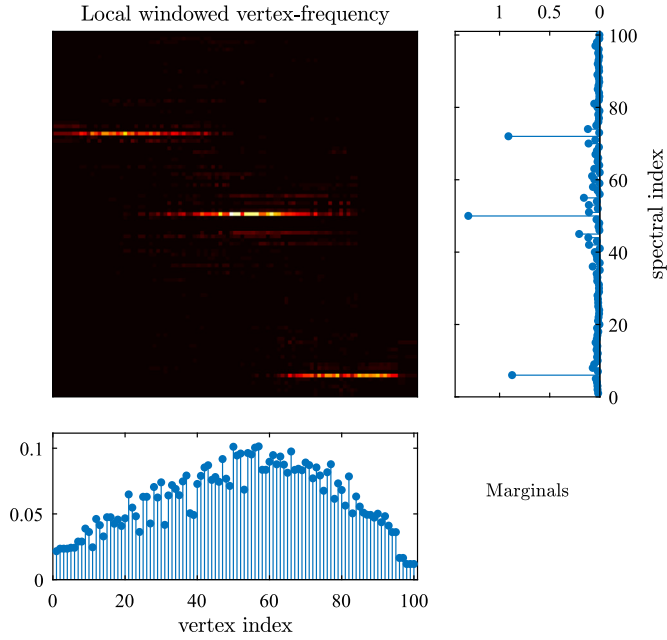 Local windowed vertex-frequency
1 0.5 0
100
80
60
40
20
0
spectral index
0.1
0.05
0
0 20 40 60 80 100
vertex index
Marginals